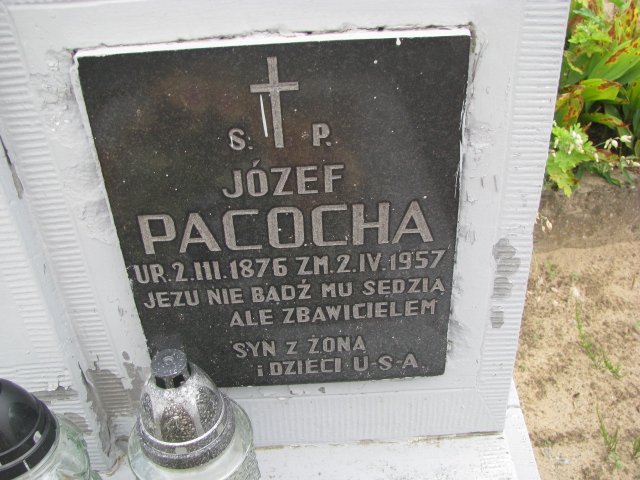 Ś. P.
JÓZEF
PACOCHA
UR. 2.III.1876 ZM. 2.IV.1957
JEZU NIE BĄDŹ MU SĘDZIĄ
ALE ZBAWICIELEM
SYN Z ŻONĄ
i DZIECI U-S-A